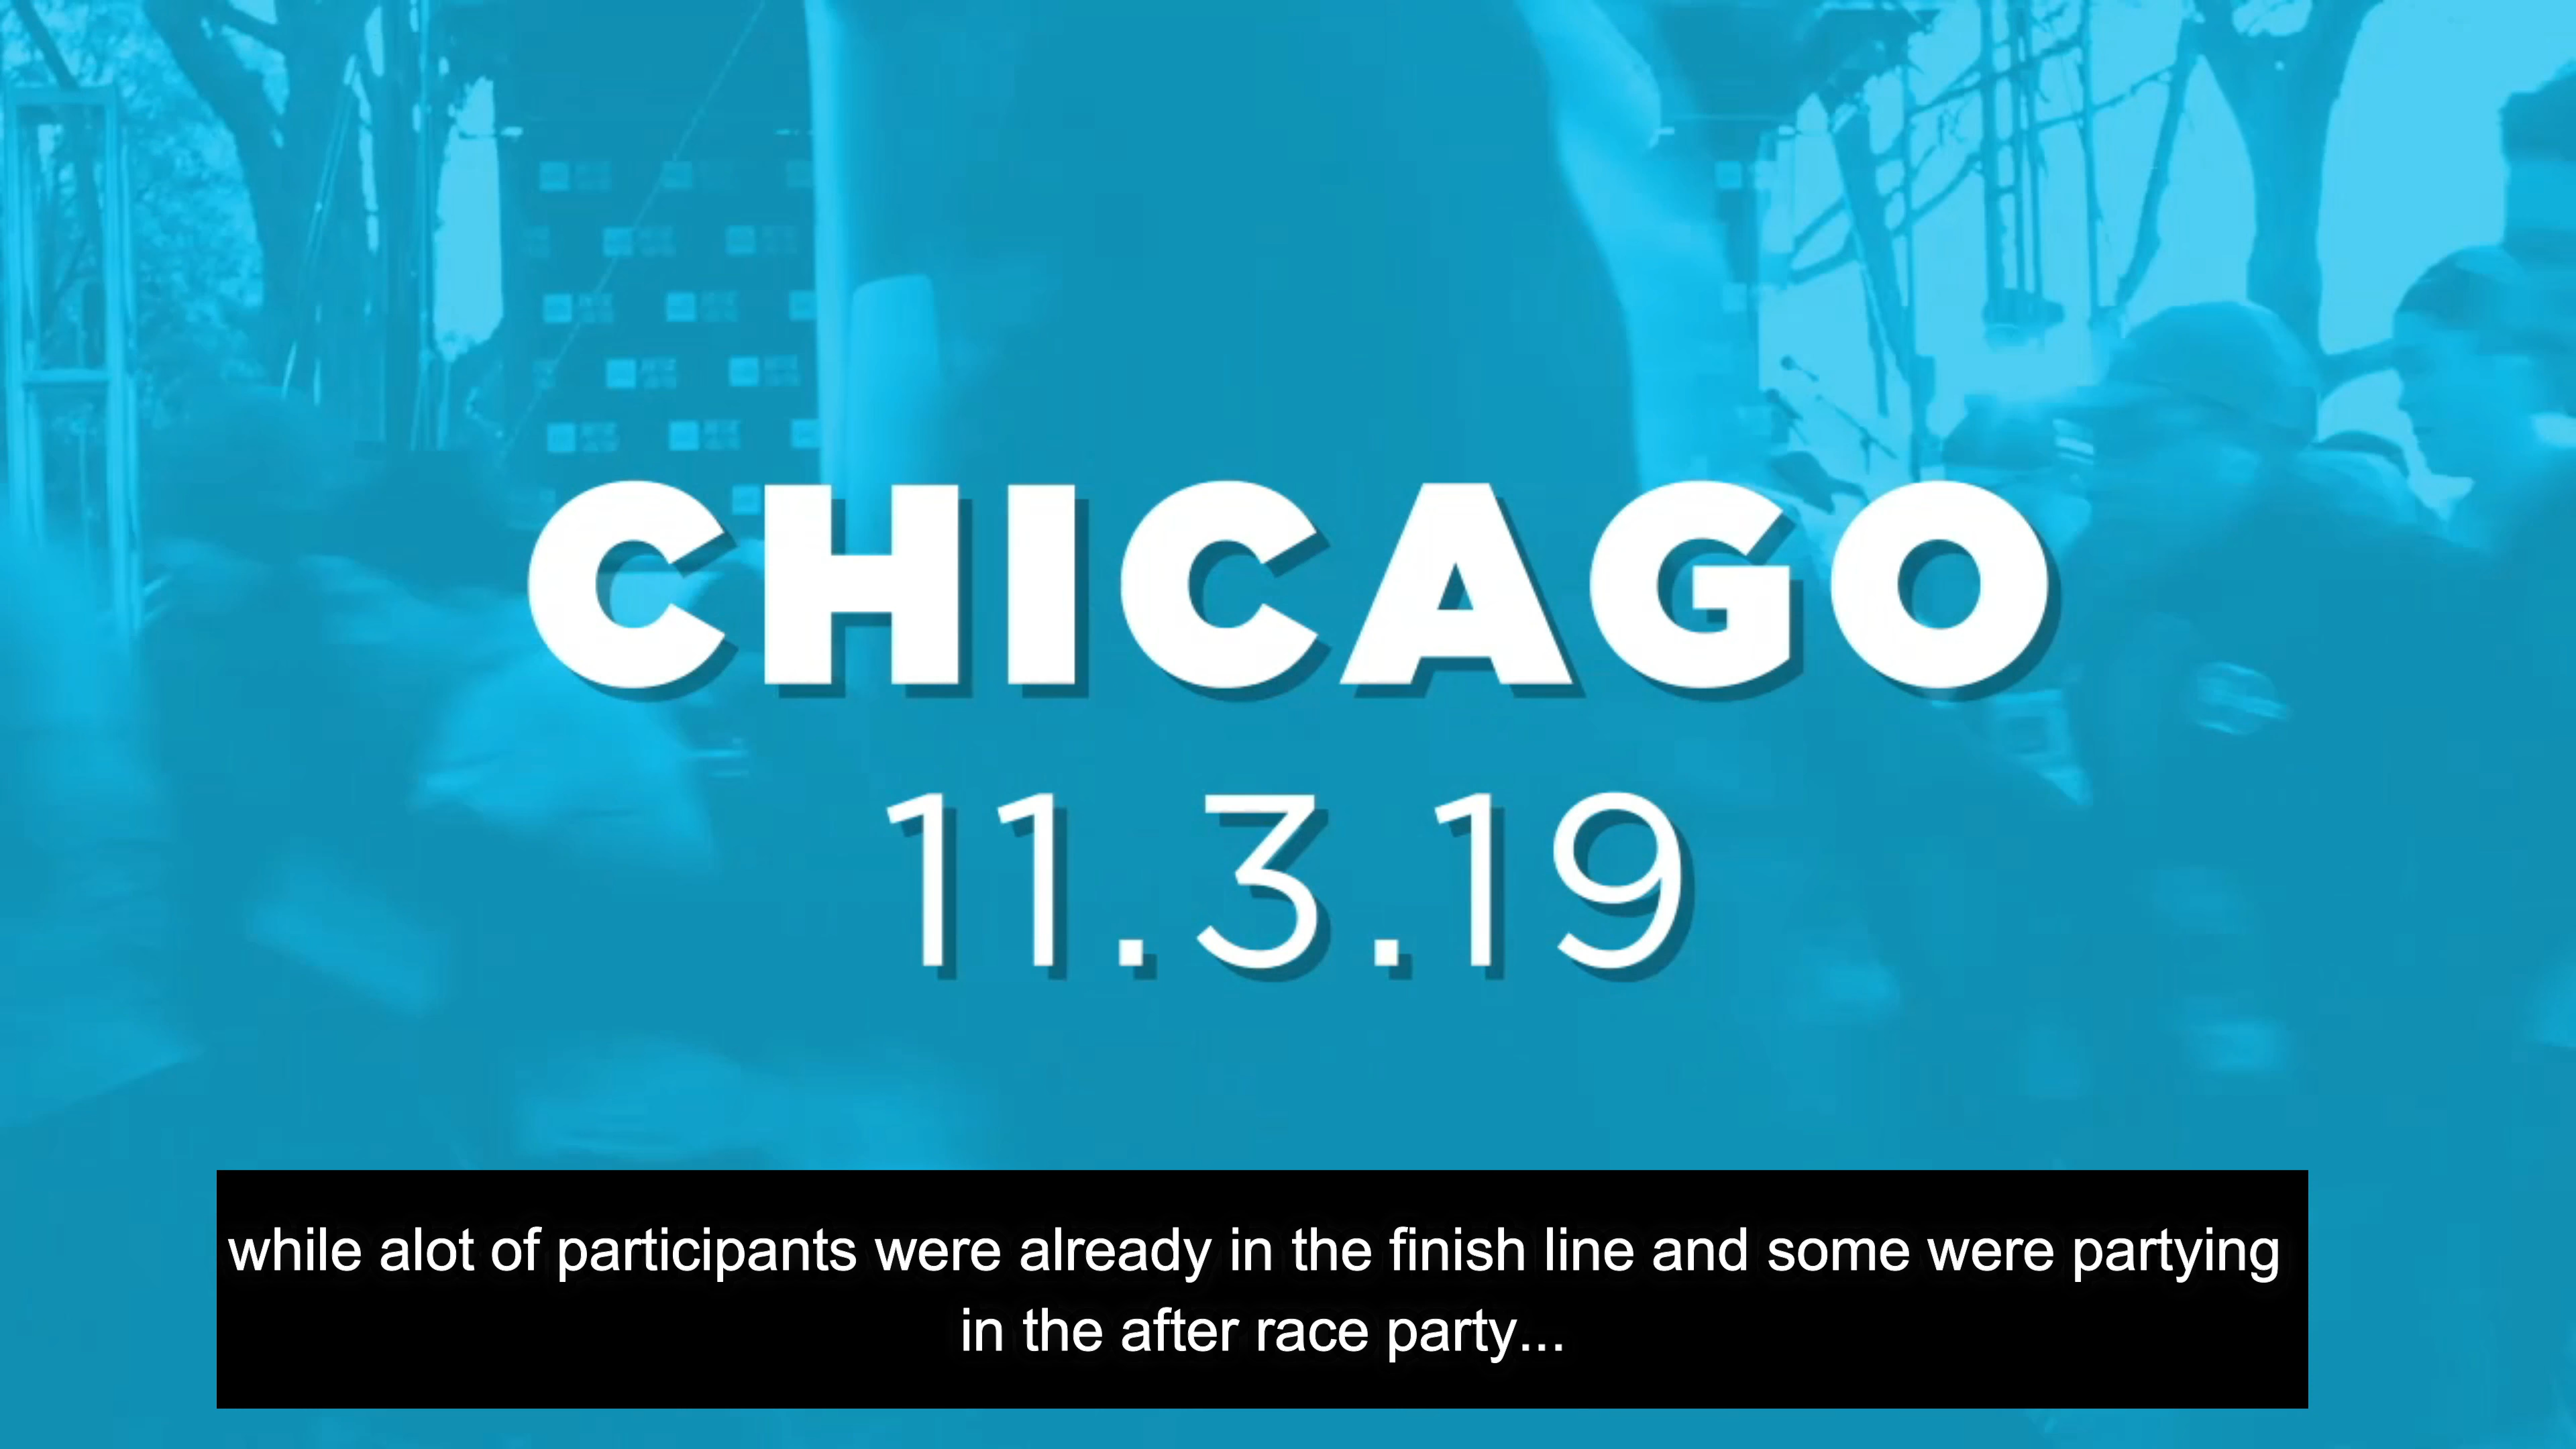 CHICAGO
11.3.19
while alot of participants were already in the finish line and some were partying
in the after race party...